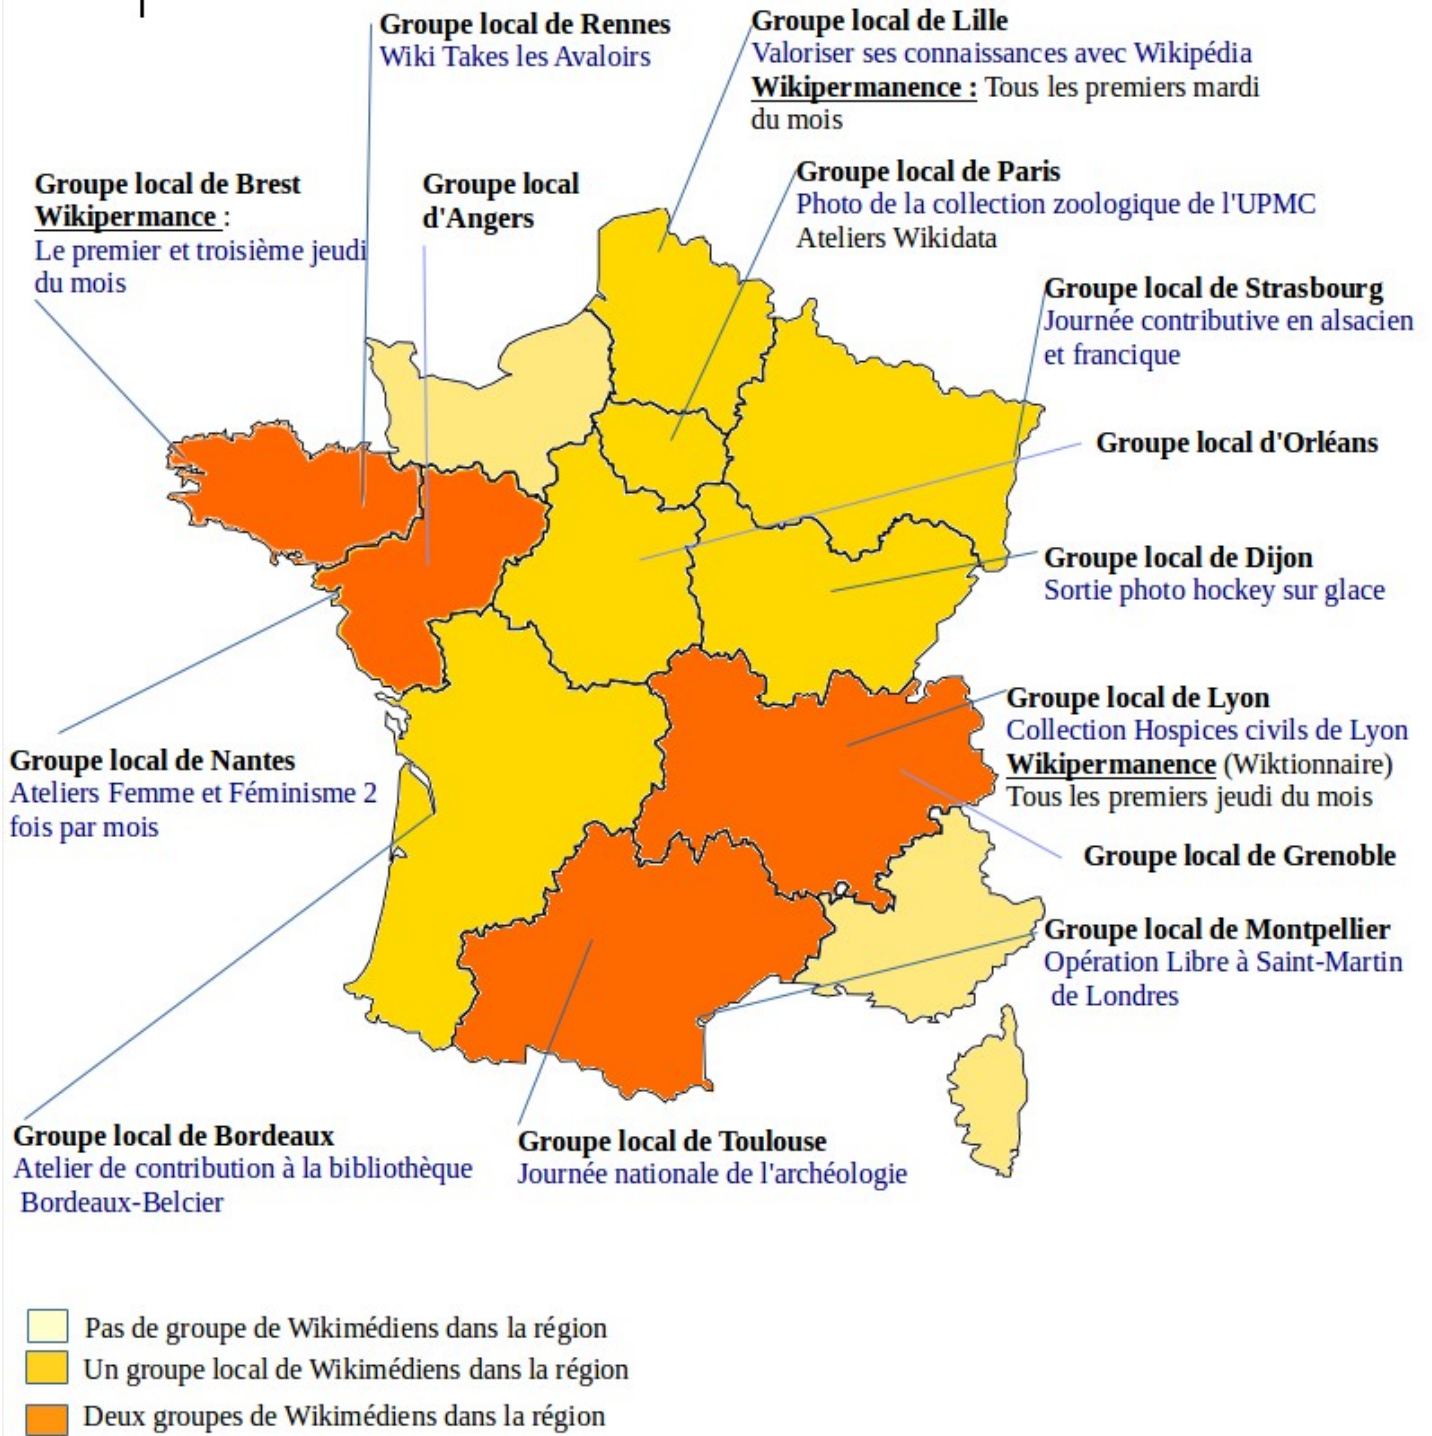 Groupe local de Rennes
Wiki Takes les Avaloirs
Groupe local de Lille
Valoriser ses connaissances avec Wikipédia
Wikipermanence : Tous les premiers mardi
du mois
Groupe local de Brest
Wikipermance :
Le premier et troisième jeudi
du mois
Groupe local
d'Angers
Groupe local de Paris
Photo de la collection zoologique de l'UPMC
Ateliers Wikidata
Groupe local de Strasbourg
Journée contributive en alsacien
et francique
Groupe local d'Orléans
Groupe local de Dijon
Sortie photo hockey sur glace
Groupe local de Lyon
Collection Hospices civils de Lyon
Wikipermanence (Wiktionnaire)
Tous les premiers jeudi du mois
Groupe local de Nantes
Ateliers Femme et Féminisme 2
fois par mois
Groupe local de Grenoble
Groupe local de Montpellier
Opération Libre à Saint-Martin
de Londres
Groupe local de Bordeaux
Atelier de contribution à la bibliothèque
Bordeaux-Belcier
Groupe local de Toulouse
Journée nationale de l'archéologie
Pas de groupe de Wikimédiens dans la région
Un groupe local de Wikimédiens dans la région
Deux groupes de Wikimédiens dans la région